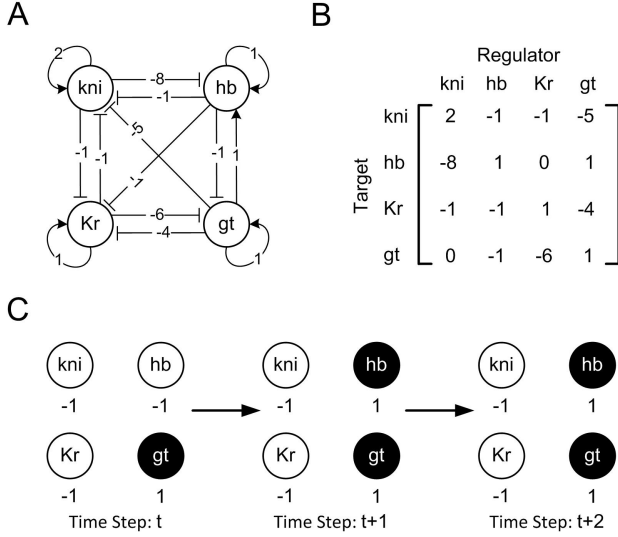 A
B
2
1
kni
-8
hb
-1
-5
-1
-1
-1
1
-1
Kr
-6
gt
-4
1
1
Regulator
kni hb Kr gt
Target
kni 2 -1 -1 -5
hb -8 1 0 1
Kr -1 -1 1 -4
gt 0 -1 -6 1
C
kni hb kni hb kni hb
-1 -1 -1 1 -1 1
Kr gt Kr gt Kr gt
-1 1 -1 1 -1 1
Time Step: t Time Step: t+1 Time Step: t+2